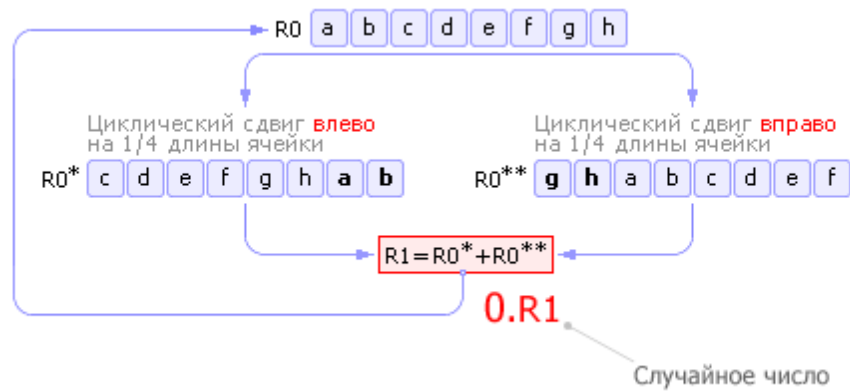 R0 a b c d e f g h
Циклический сдвиг влево
на 1/4 длины ячейки
Циклический сдвиг вправо
на 1/4 длины ячейки
R0* c d e f g h a b
R0** g h a b c d e f
R1=R0*+R0**
0.R1
Случайное число